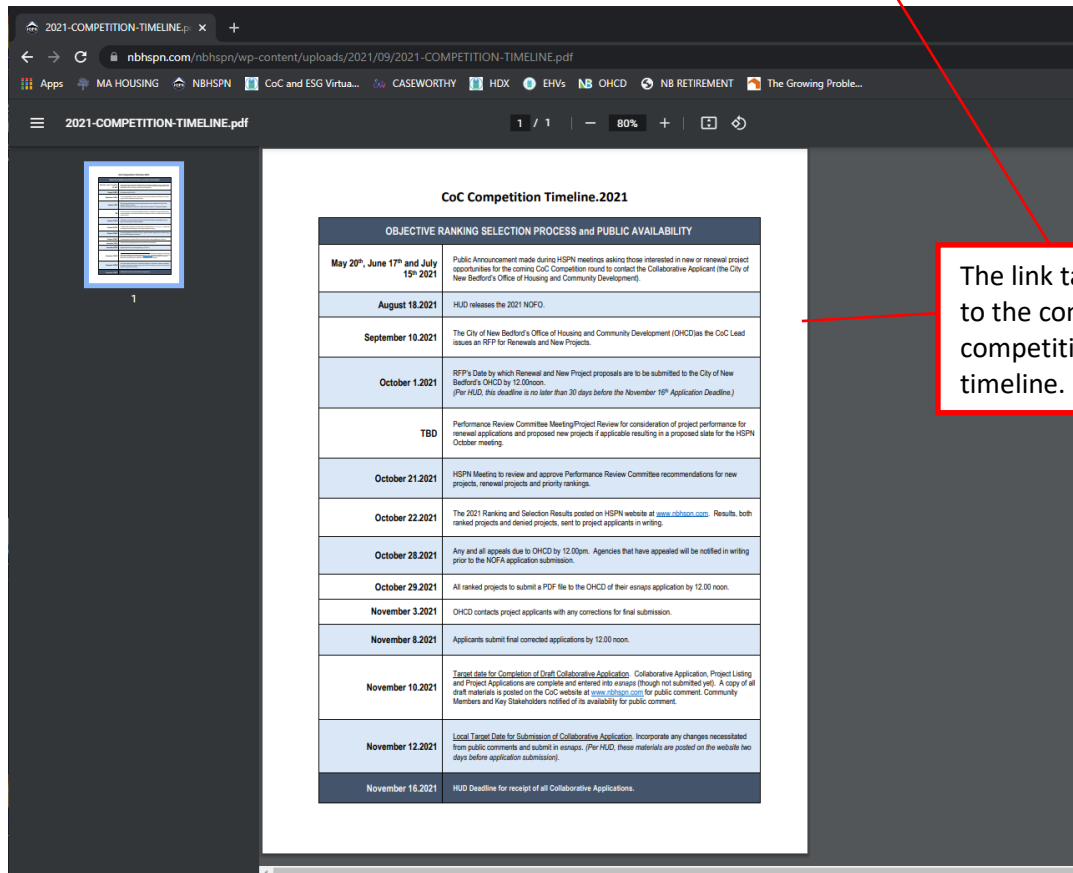 2021-COMPETITION-TIMELINE.p
nbhspn.com/nbhspn/wp-content/uploads/2021/09/2021-COMPETITION-TIMELINE.pdf
Apps MA HOUSING NBHSPN CoC and ESG Virtua... CASEWORTHY HDX EHVs NB OHCD NB RETIREMENT The Growing Proble...
2021-COMPETITION-TIMELINE.pdf 1 / 1 80%
1
CoC Competition Timeline.2021
OBJECTIVE RANKING SELECTION PROCESS and PUBLIC AVAILABILITY
May 20th, June 17th and July
15th 2021
Public Announcement made during HSPN meetings asking those interested in new or renewal project
opportunities for the coming CoC Competition round to contact the Collaborative Applicant (the City of
New Bedford's Office of Housing and Community Development).
August 18.2021
HUD releases the 2021 NOFO.
September 10.2021
The City of New Bedford's Office of Housing and Community Development (OHCD)as the CoC Lead
issues an RFP for Renewals and New Projects.
October 1.2021
RFP's Date by which Renewal and New Project proposals are to be submitted to the City of New
Bedford's OHCD by 12.00noon.
(Per HUD, this deadline is no later than 30 days before the November 16th Application Deadline.)
TBD
Performance Review Committee Meeting/Project Review for consideration of project performance for
renewal applications and proposed new projects if applicable resulting in a proposed slate for the HSPN
October meeting.
October 21.2021
HSPN Meeting to review and approve Performance Review Committee recommendations for new
projects, renewal projects and priority rankings.
October 22.2021
The 2021 Ranking and Selection Results posted on HSPN website at www.nbhspn.com. Results, both
ranked projects and denied projects, sent to project applicants in writing.
October 28.2021
Any and all appeals due to OHCD by 12.00pm. Agencies that have appealed will be notified in writing
prior to the NOFA application submission.
October 29.2021
All ranked projects to submit a PDF file to the OHCD of their esnaps application by 12.00 noon.
November 3.2021
OHCD contacts project applicants with any corrections for final submission.
November 8.2021
Applicants submit final corrected applications by 12.00 noon.
November 10.2021
Target date for Completion of Draft Collaborative Application. Collaborative Application, Project Listing
and Project Applications are complete and entered into esnaps (though not submitted yet). A copy of all
draft materials is posted on the CoC website at www.nbhspn.com for public comment. Community
Members and Key Stakeholders notified of its availability for public comment.
November 12.2021
Local Target Date for Submission of Collaborative Application. Incorporate any changes necessitated
from public comments and submit in esnaps. (Per HUD, these materials are posted on the website two
days before application submission).
November 16.2021
HUD Deadline for receipt of all Collaborative Applications.
The link ta
to the co
competiti
timeline.